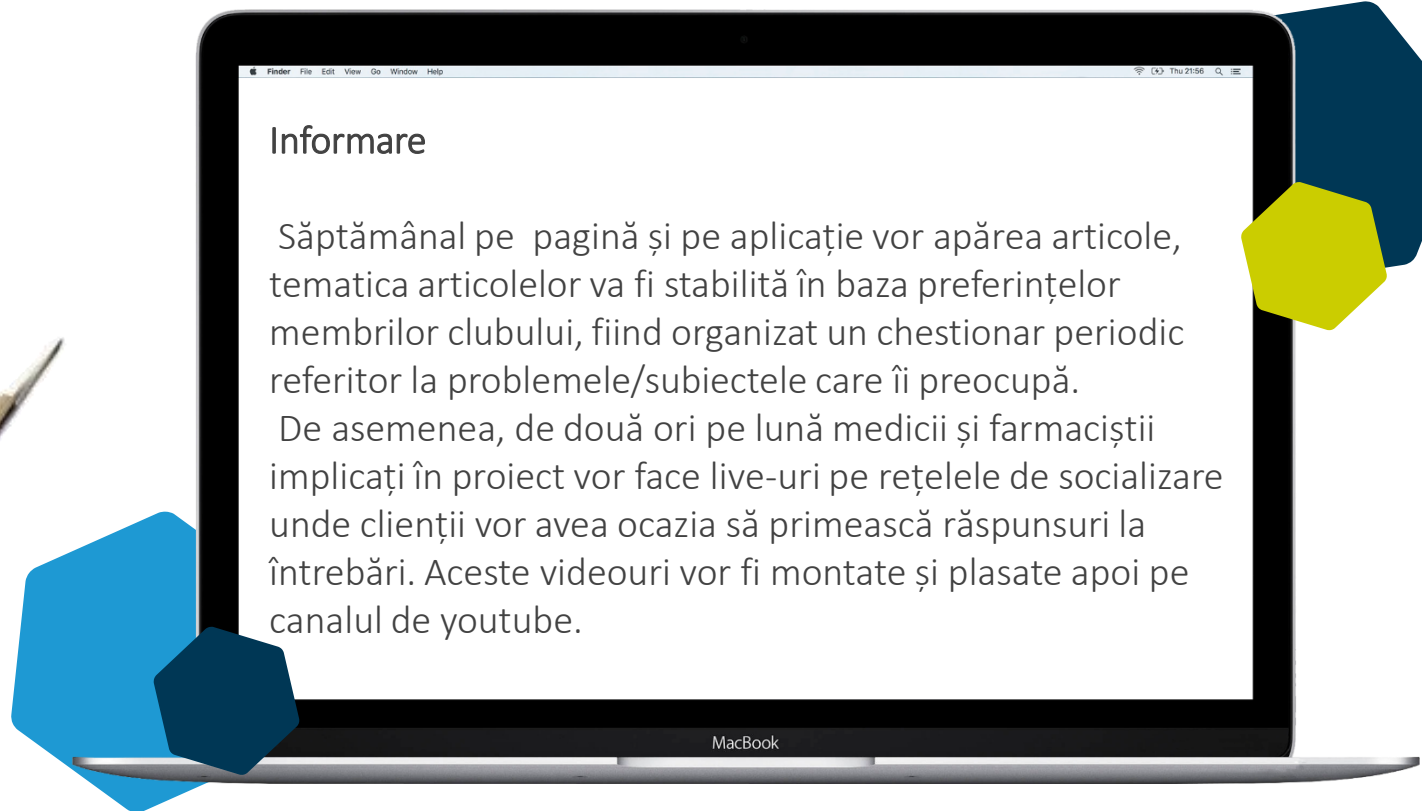 Finder File Edit View Go Window Help Thu 21:56
Informare
Săptămânal pe  pagină și pe aplicație vor apărea articole,
tematica articolelor va fi stabilită în baza preferințelor
membrilor clubului, fiind organizat un chestionar periodic
referitor la problemele/subiectele care îi preocupă.
De asemenea, de două ori pe lună medicii și farmaciștii
implicați în proiect vor face live-uri pe rețelele de socializare
unde clienții vor avea ocazia să primească răspunsuri la
întrebări. Aceste videouri vor fi montate și plasate apoi pe
canalul de youtube.
MacBook